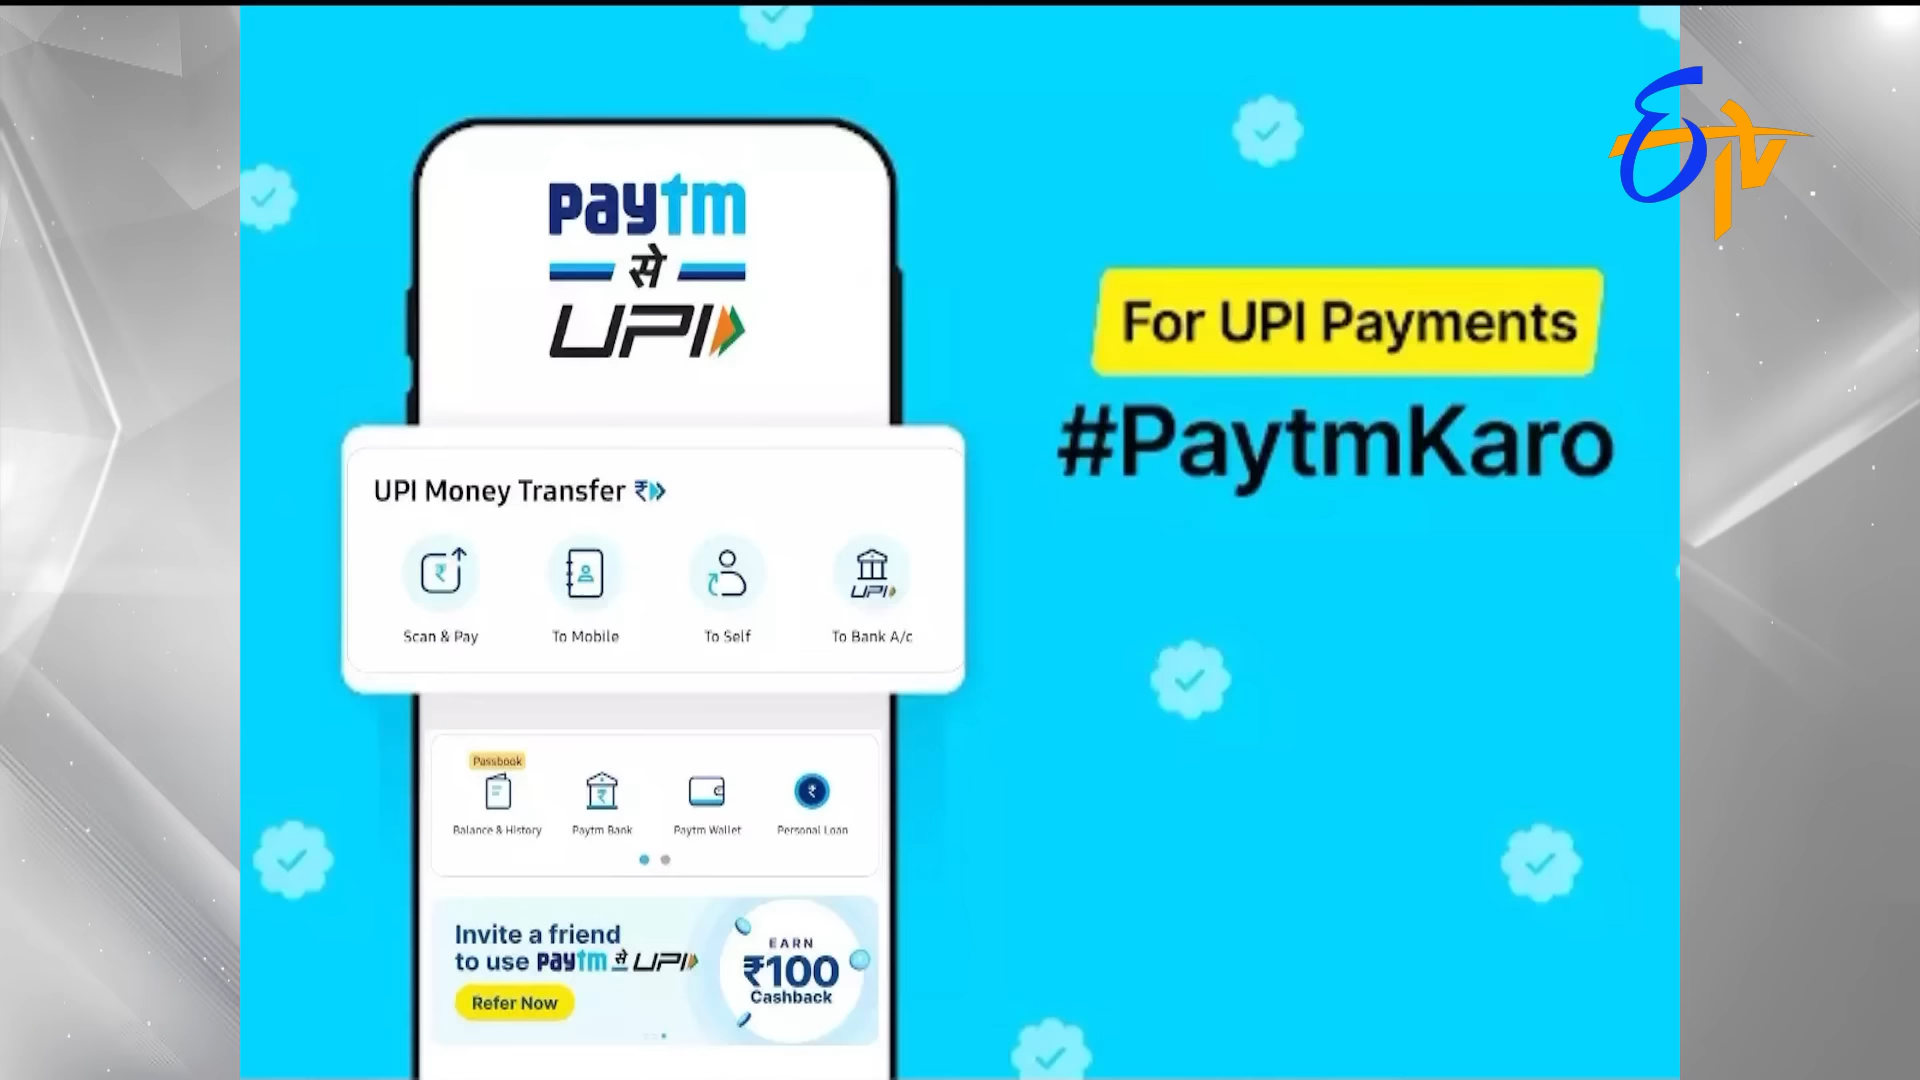 ETV
paytm
से
UPI
For UPI Payments
#PaytmKaro
UPI Money Transfer ₹
₹
UPI
Scan & Pay
To Mobile
To Self
To Bank A/c
Passbook
₹
₹
Balance & History
Paytm Bank
Paytm Wallet
Personal Loan
Invite a friend
to use paytm से UPI
Refer Now
EARN
₹100
Cashback